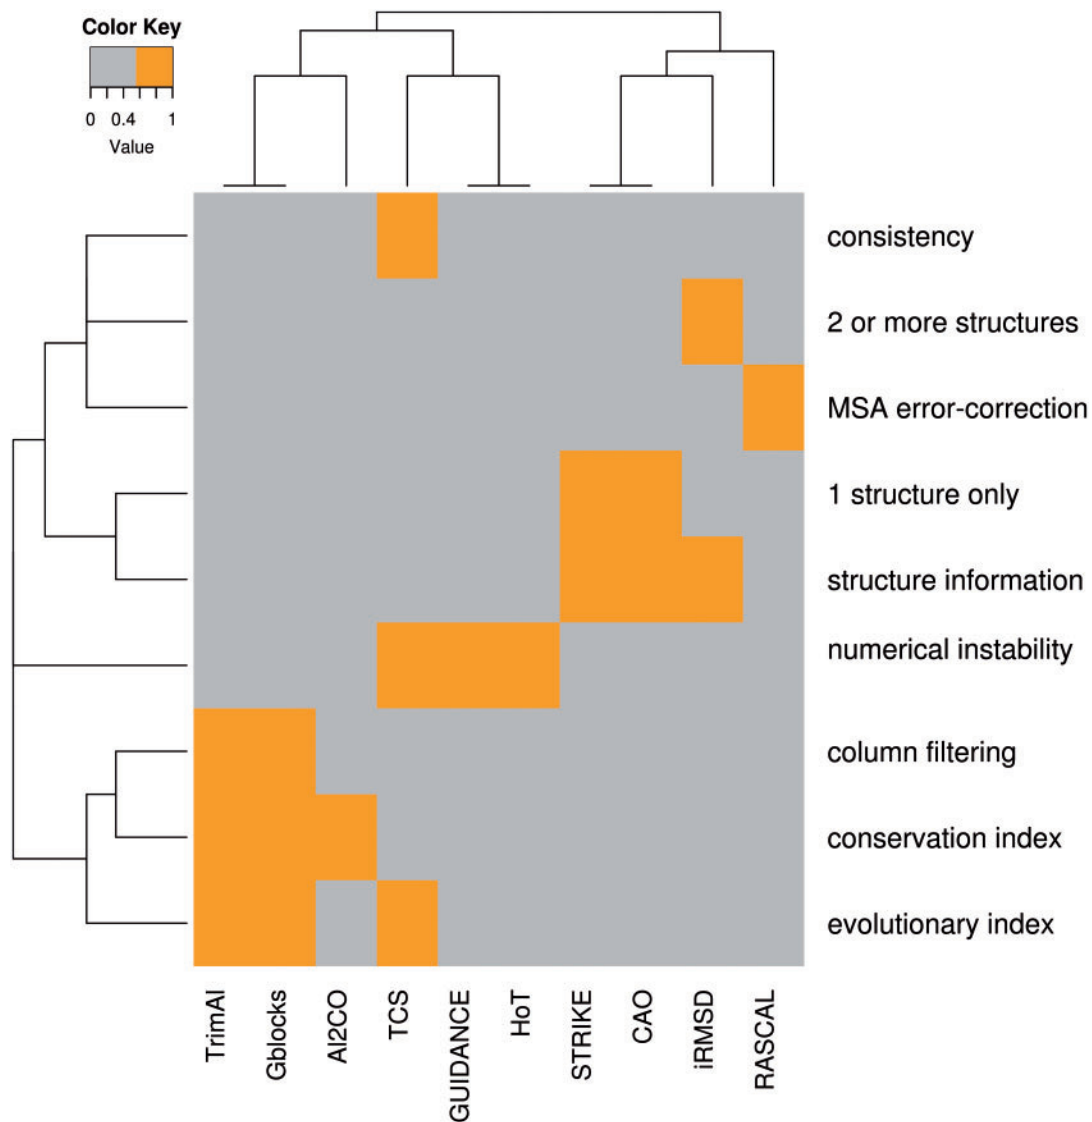 Color Key
0 0.4 1
Value
consistency
2 or more structures
MSA error-correction
1 structure only
structure information
numerical instability
column filtering
conservation index
evolutionary index
TrimAl
Gblocks
Al2CO
TCS
GUIDANCE
HoT
STRIKE
CAO
iRMSD
RASCAL